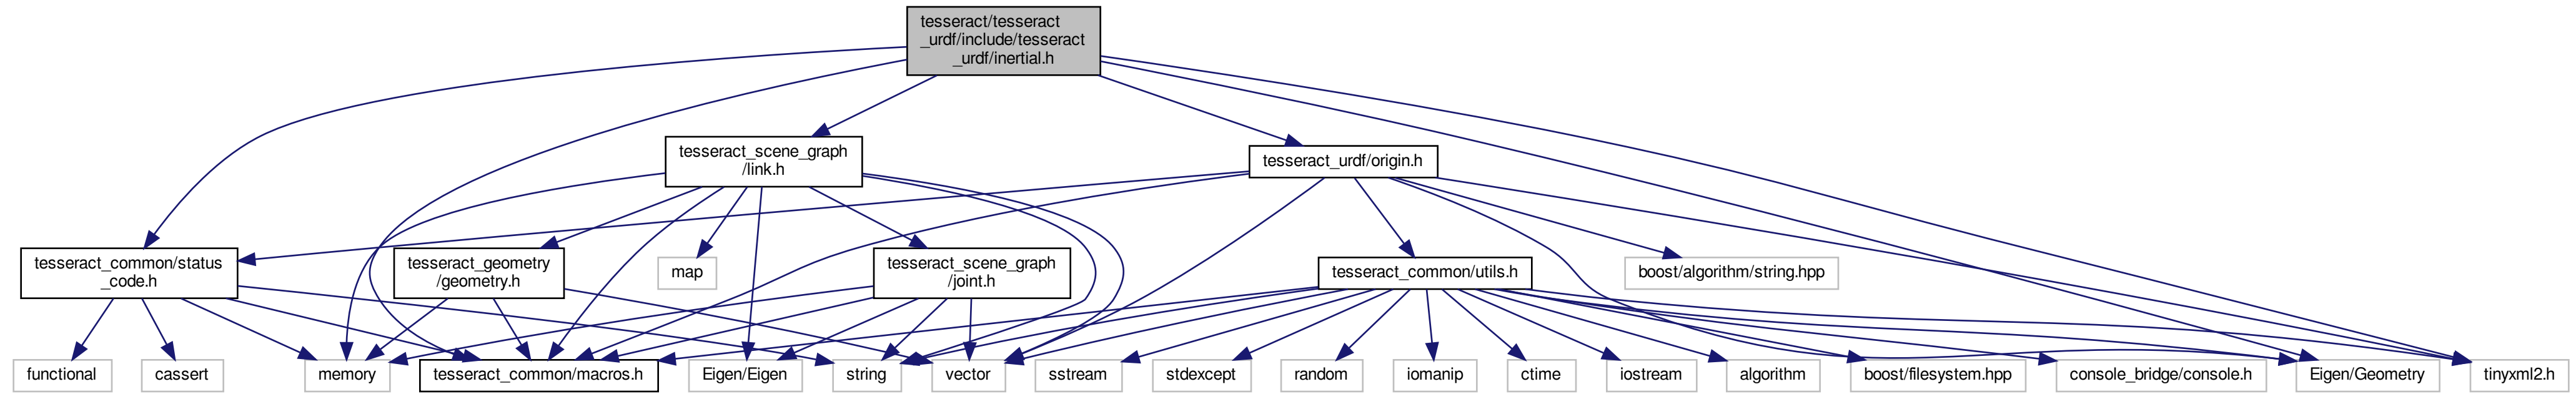 tesseract/tesseract
_urdf/include/tesseract
_urdf/inertial.h
tesseract_scene_graph
/link.h
tesseract_urdf/origin.h
tesseract_common/status
_code.h
tesseract_geometry
/geometry.h
map
tesseract_scene_graph
/joint.h
tesseract_common/utils.h
boost/algorithm/string.hpp
functional
cassert
memory
tesseract_common/macros.h
Eigen/Eigen
string
vector
sstream
stdexcept
random
iomanip
ctime
iostream
algorithm
boost/filesystem.hpp
console_bridge/console.h
Eigen/Geometry
tinyxml2.h